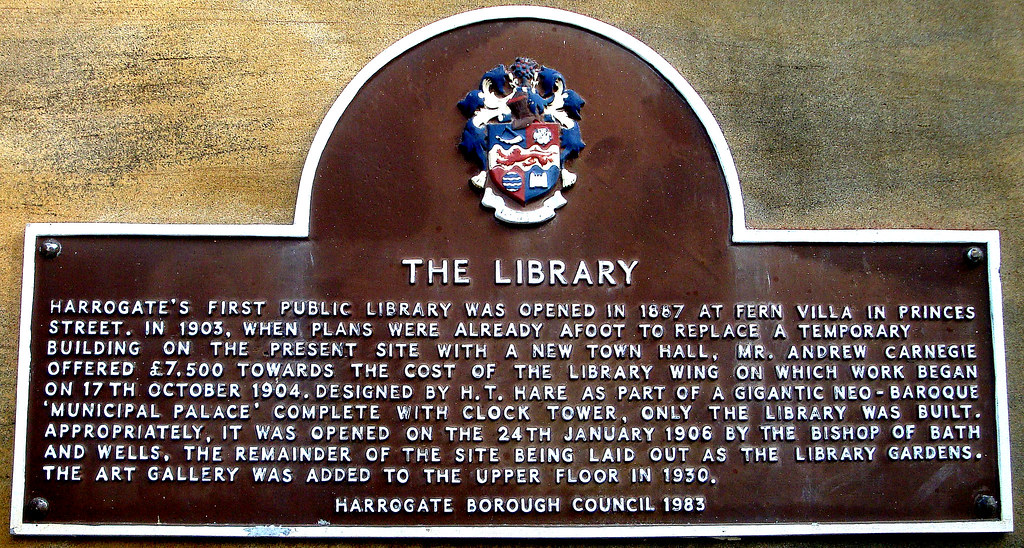 THE LIBRARY
HARROGATE'S FIRST PUBLIC LIBRARY WAS OPENED IN 1887 AT FERN VILLA IN PRINCES
STREET. IN 1903, WHEN PLANS WERE ALREADY AFOOT TO REPLACE A TEMPORARY
BUILDING ON THE PRESENT SITE WITH A NEW TOWN HALL, MR. ANDREW CARNEGIE
OFFERED £7,500 TOWARDS THE COST OF THE LIBRARY WING ON WHICH WORK BEGAN
ON 17TH OCTOBER 1904. DESIGNED BY H.T. HARE AS PART OF A GIGANTIC NEO-BAROQUE
'MUNICIPAL PALACE' COMPLETE WITH CLOCK TOWER, ONLY THE LIBRARY WAS BUILT.
APPROPRIATELY, IT WAS OPENED ON THE 24TH JANUARY 1906 BY THE BISHOP OF BATH
AND WELLS, THE REMAINDER OF THE SITE BEING LAID OUT AS THE LIBRARY GARDENS.
THE ART GALLERY WAS ADDED TO THE UPPER FLOOR IN 1930.
HARROGATE BOROUGH COUNCIL 1983